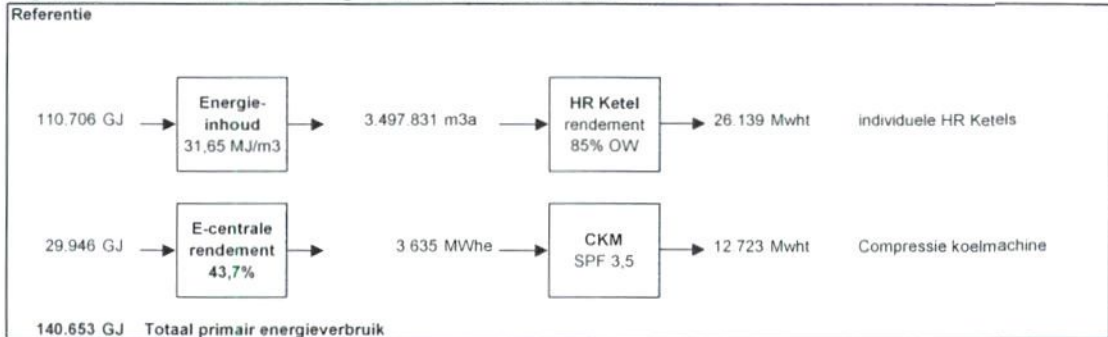 Referentie
110.706 GJ
Energie-
inhoud
31,65 MJ/m3
3.497.831 m3a
HR Ketel
rendement
85% OW
26.139 Mwht
individuele HR Ketels
29.946 GJ
E-centrale
rendement
43,7%
3 635 MWhe
CKM
SPF 3,5
12 723 Mwht
Compressie koelmachine
140.653 GJ Totaal primair energieverbruik